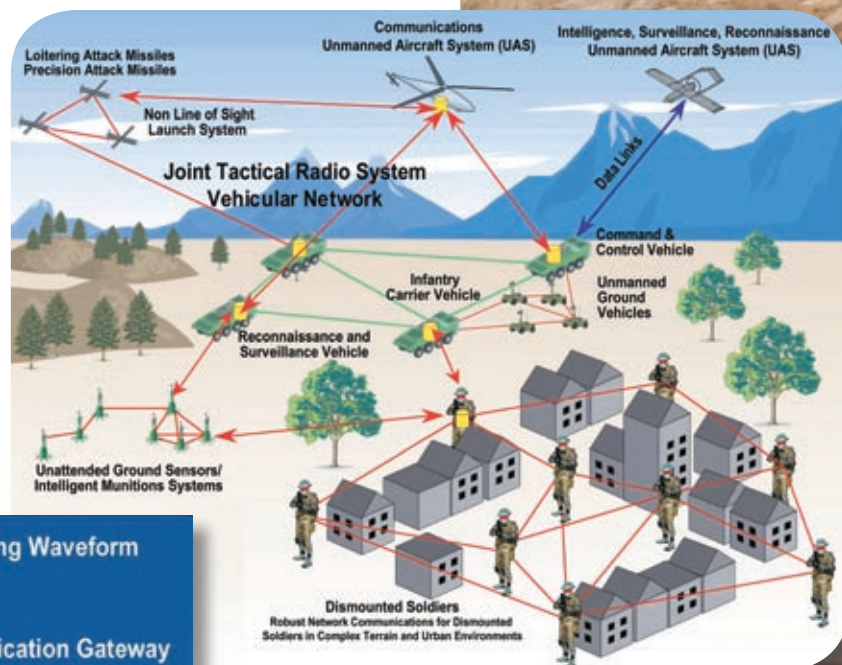 Communications
Unmanned Aircraft System (UAS)
Intelligence, Surveillance, Reconnaissance
Unmanned Aircraft System (UAS)
Loitering Attack Missiles
Precision Attack Missiles
Non Line of Sight
Launch System
Joint Tactical Radio System
Vehicular Network
Data Links
Command &
Control Vehicle
Infantry
Carrier Vehicle
Unmanned
Ground
Vehicles
Reconnaissance and
Surveillance Vehicle
Unattended Ground Sensors/
Intelligent Munitions Systems
ng Waveform
ication Gateway
Dismounted Soldiers
Robust Network Communications for Dismounted
Soldiers in Complex Terrain and Urban Environments